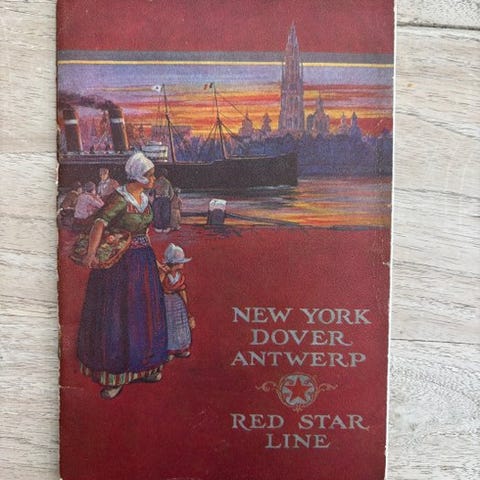 NEW YORK
DOVER
ANTWERP
RED STAR
LINE